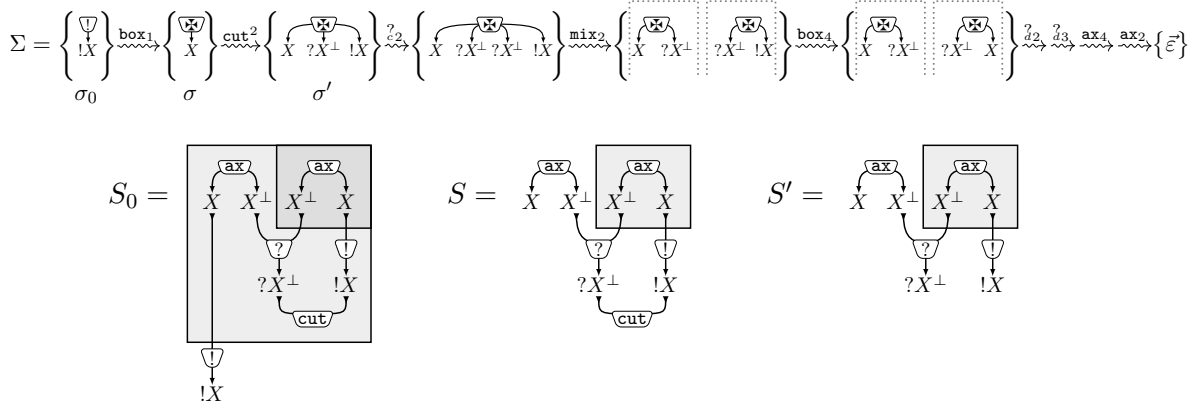 Σ = { ! !X } box₁ { ✠ X } cut² { ✠ X ?X⊥ !X } ?c₂ { ✠ X ?X⊥ ?X⊥ !X } mix₂ { ✠ X ?X⊥ ✠ ?X⊥ !X } box₄ { ✠ X ?X⊥ ✠ ?X⊥ X } ?d₂ ?d₃ ax₄ ax₂ {ε⃗}
σ₀ σ σ′
ax ax ax ax ax ax
S₀ = X X⊥ X⊥ X S = X X⊥ X⊥ X S′ = X X⊥ X⊥ X
? ! ? ! ? !
?X⊥ !X ?X⊥ !X ?X⊥ !X
cut cut
!
!X